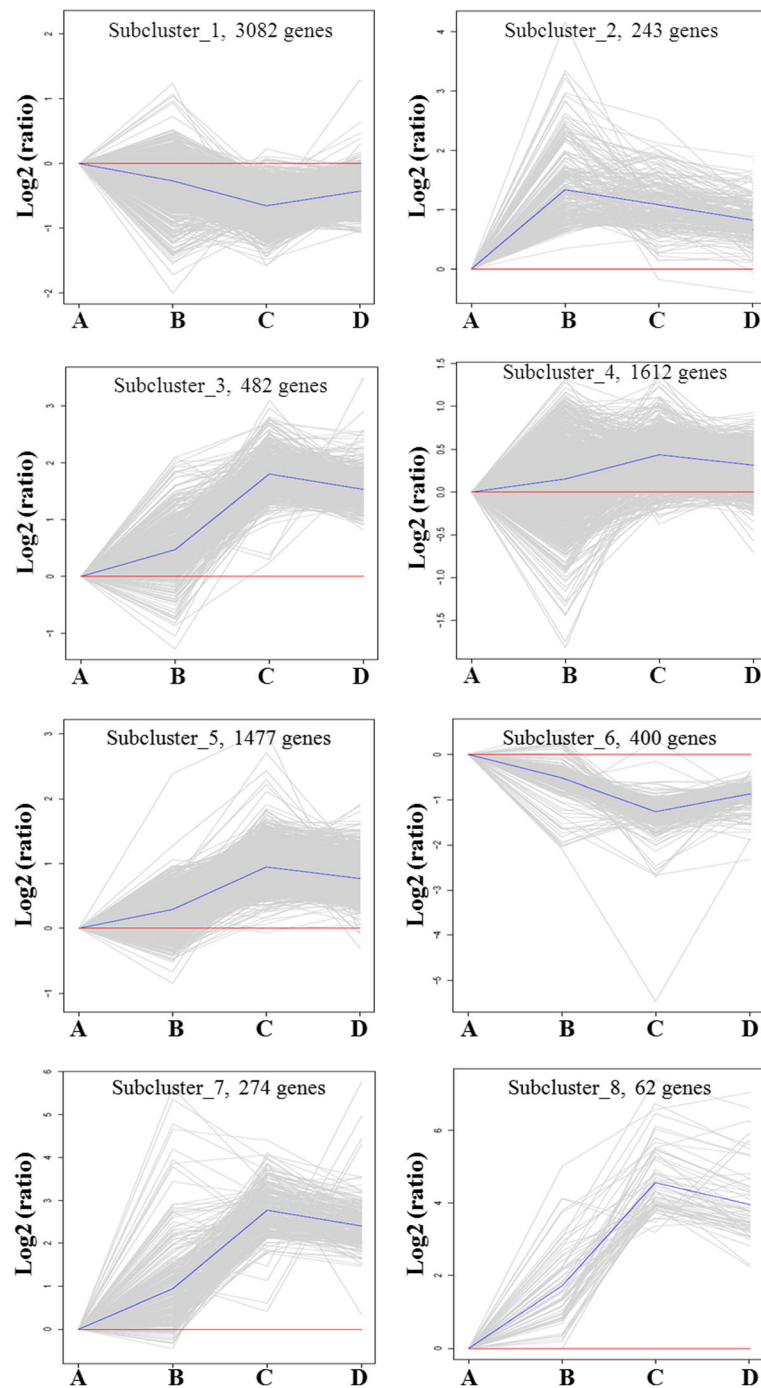 Subcluster_1, 3082 genes
Log2 (ratio)
2
1
0
-1
-2
A B C D
Subcluster_2, 243 genes
Log2 (ratio)
4
3
2
1
0
A B C D
Subcluster_3, 482 genes
Log2 (ratio)
3
2
1
0
-1
A B C D
Subcluster_4, 1612 genes
Log2 (ratio)
1.5
1.0
0.5
0.0
-0.5
-1.0
-1.5
A B C D
Subcluster_5, 1477 genes
Log2 (ratio)
3
2
1
0
-1
A B C D
Subcluster_6, 400 genes
Log2 (ratio)
0
-1
-2
-3
-4
-5
A B C D
Subcluster_7, 274 genes
Log2 (ratio)
6
5
4
3
2
1
0
A B C D
Subcluster_8, 62 genes
Log2 (ratio)
6
4
2
0
A B C D